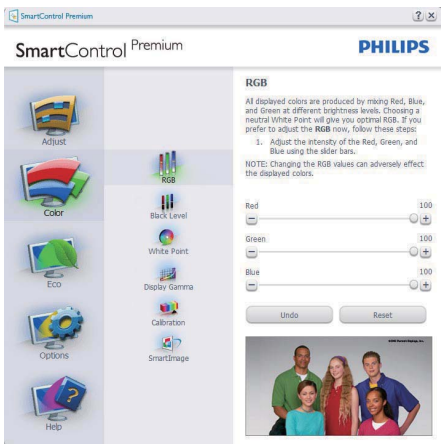 SmartControl Premium
? x
SmartControl Premium
PHILIPS
Adjust
Color
Eco
Options
Help
RGB
Black Level
White Point
Display Gamma
Calibration
SmartImage
RGB
All displayed colors are produced by mixing Red, Blue,
and Green at different brightness levels. Choosing a
neutral White Point will give you optimal RGB. If you
prefer to adjust the RGB now, follow these steps:
1. Adjust the intensity of the Red, Green, and
Blue using the slider bars.
NOTE: Changing the RGB values can adversely effect
the displayed colors.
Red 100
Green 100
Blue 100
Undo Reset